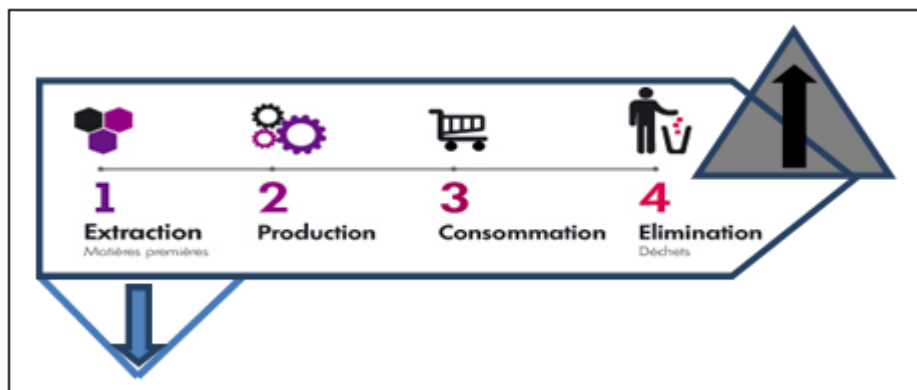 1
Extraction
Matières premières
2
Production
3
Consommation
4
Elimination
Déchets